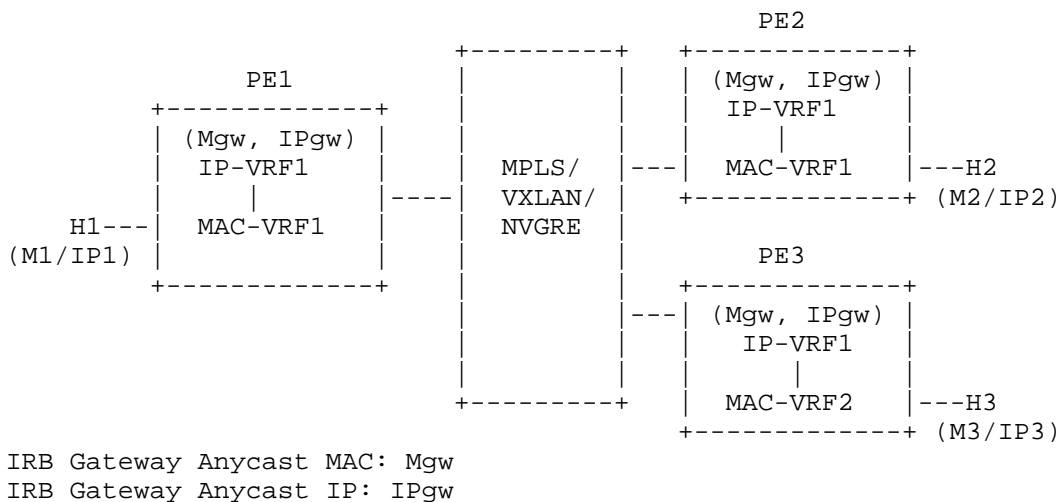 PE2
PE1
(Mgw, IPgw)
(Mgw, IPgw) IP-VRF1
IP-VRF1 MPLS/ MAC-VRF1 H2
VXLAN/ (M2/IP2)
H1 MAC-VRF1 NVGRE
(M1/IP1) PE3
(Mgw, IPgw)
IP-VRF1
MAC-VRF2 H3
(M3/IP3)
IRB Gateway Anycast MAC: Mgw
IRB Gateway Anycast IP: IPgw